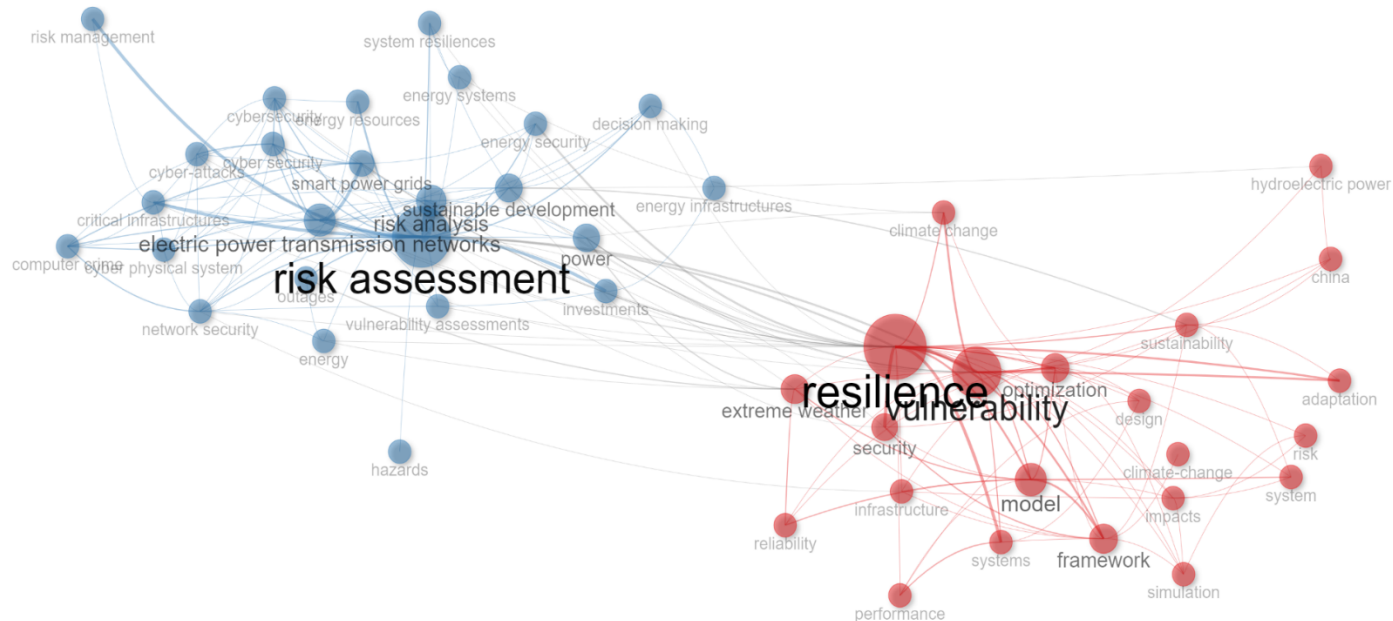 risk management
system resiliences
energy systems
cybersecurity
energy resources
decision making
energy security
cyber security
cyber-attacks
smart power grids
hydroelectric power
energy infrastructures
sustainable development
critical infrastructures
risk analysis
climate change
electric power transmission networks
power
computer crime
cyber physical system
risk assessment
china
outages
investments
vulnerability assessments
network security
sustainability
energy
resilience
optimization
adaptation
extreme weather
vulnerability
design
security
risk
hazards
climate-change
system
model
infrastructure
impacts
reliability
systems
framework
simulation
performance